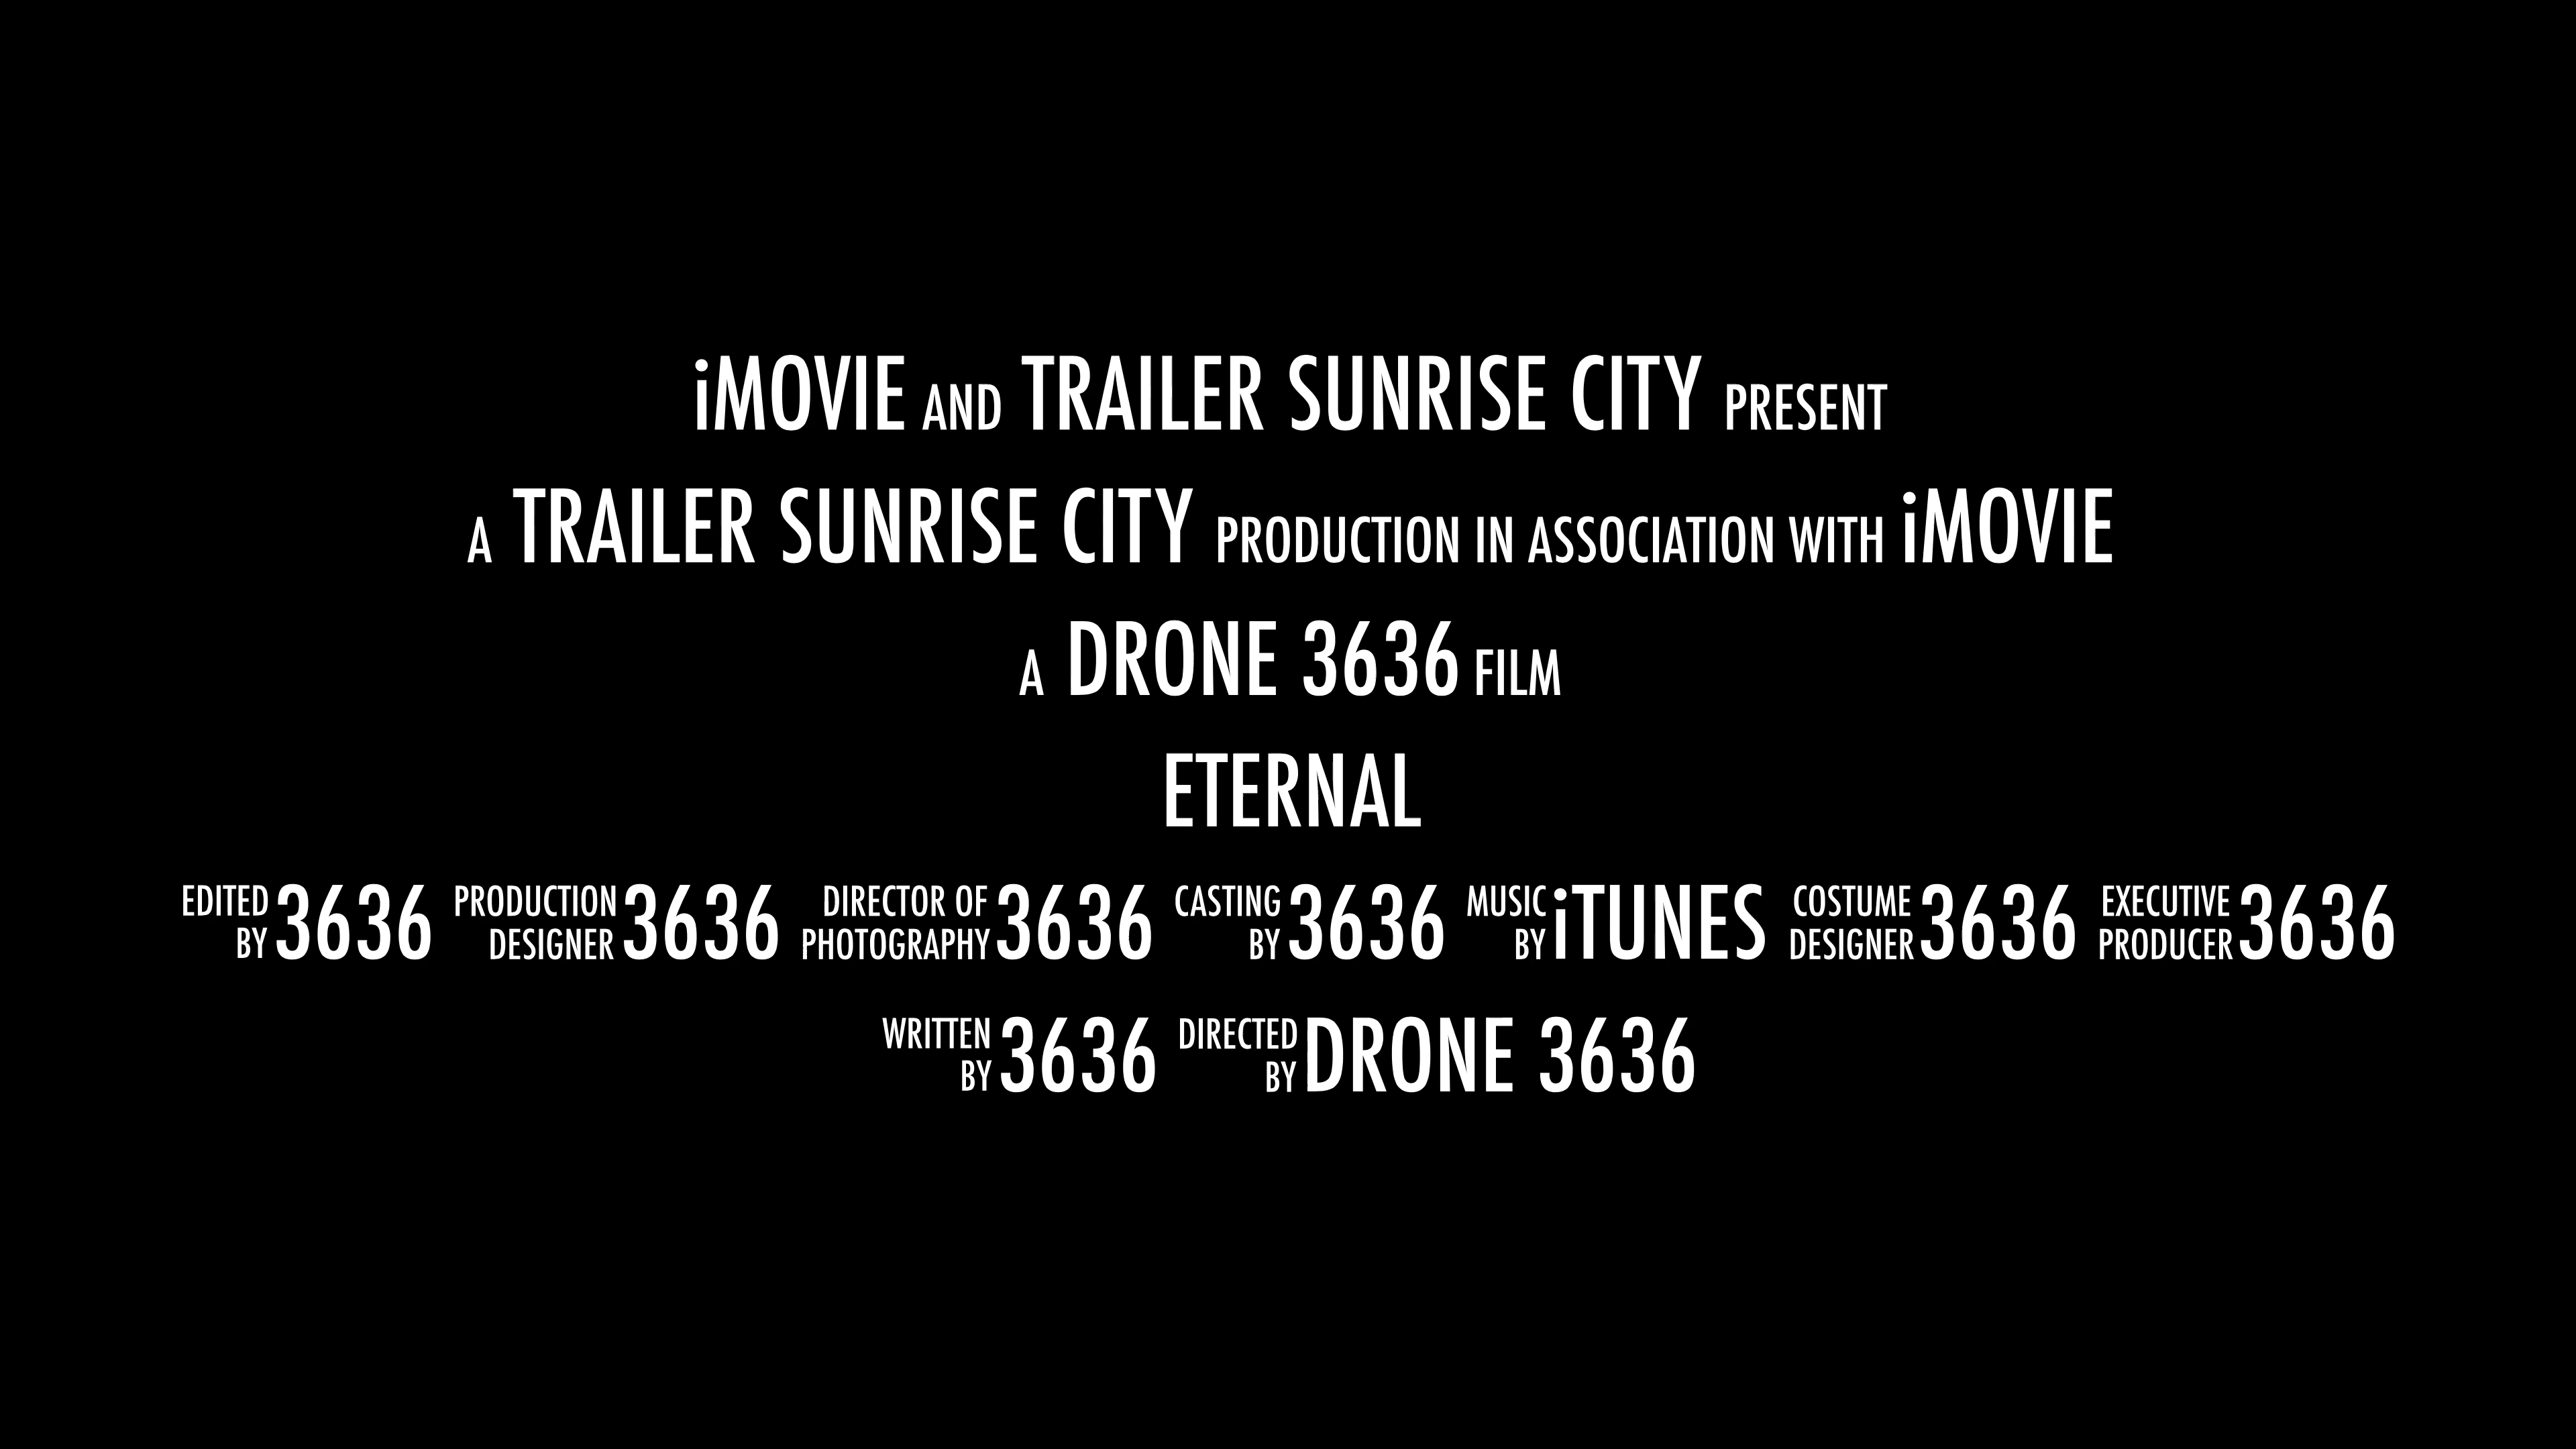 iMOVIE AND TRAILER SUNRISE CITY PRESENT
A TRAILER SUNRISE CITY PRODUCTION IN ASSOCIATION WITH iMOVIE
A DRONE 3636 FILM
ETERNAL
EDITED BY 3636 PRODUCTION DESIGNER 3636 DIRECTOR OF PHOTOGRAPHY 3636 CASTING BY 3636 MUSIC BY iTUNES COSTUME DESIGNER 3636 EXECUTIVE PRODUCER 3636
WRITTEN BY 3636 DIRECTED BY DRONE 3636